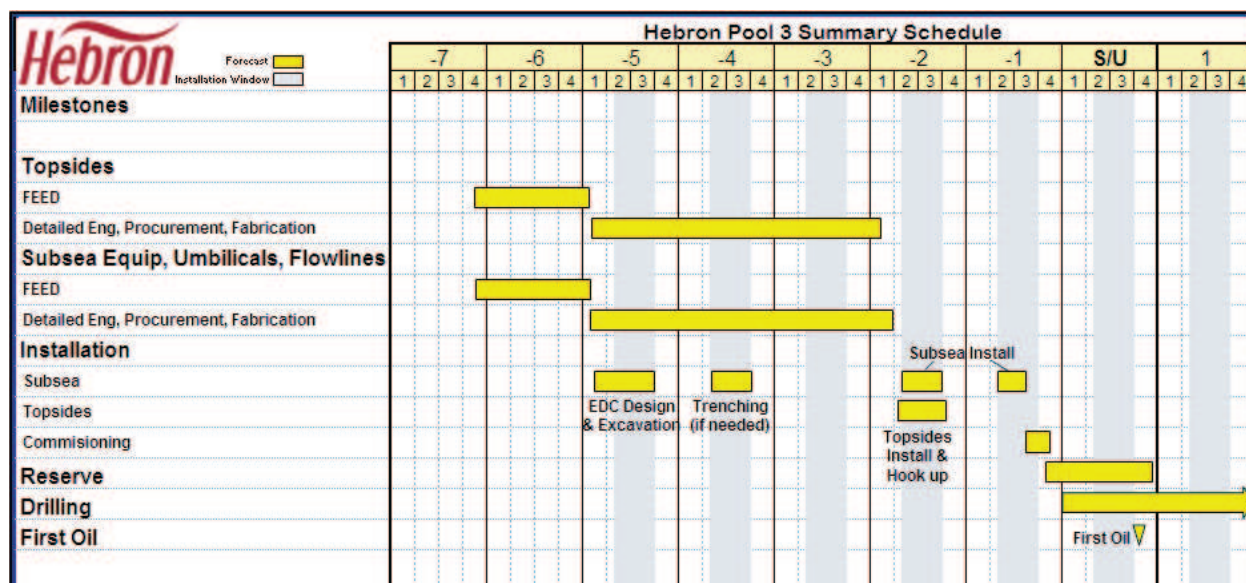 Hebron Pool 3 Summary Schedule
Hebron
Forecast
Installation Window
-7 -6 -5 -4 -3 -2 -1 S/U 1
1 2 3 4 1 2 3 4 1 2 3 4 1 2 3 4 1 2 3 4 1 2 3 4 1 2 3 4 1 2 3 4 1 2 3 4
Milestones
Topsides
FEED
Detailed Eng, Procurement, Fabrication
Subsea Equip, Umbilicals, Flowlines
FEED
Detailed Eng, Procurement, Fabrication
Installation
Subsea Install
Subsea
Topsides
EDC Design
& Excavation
Trenching
(if needed)
Commisioning
Topsides
Install &
Hook up
Reserve
Drilling
First Oil
First Oil